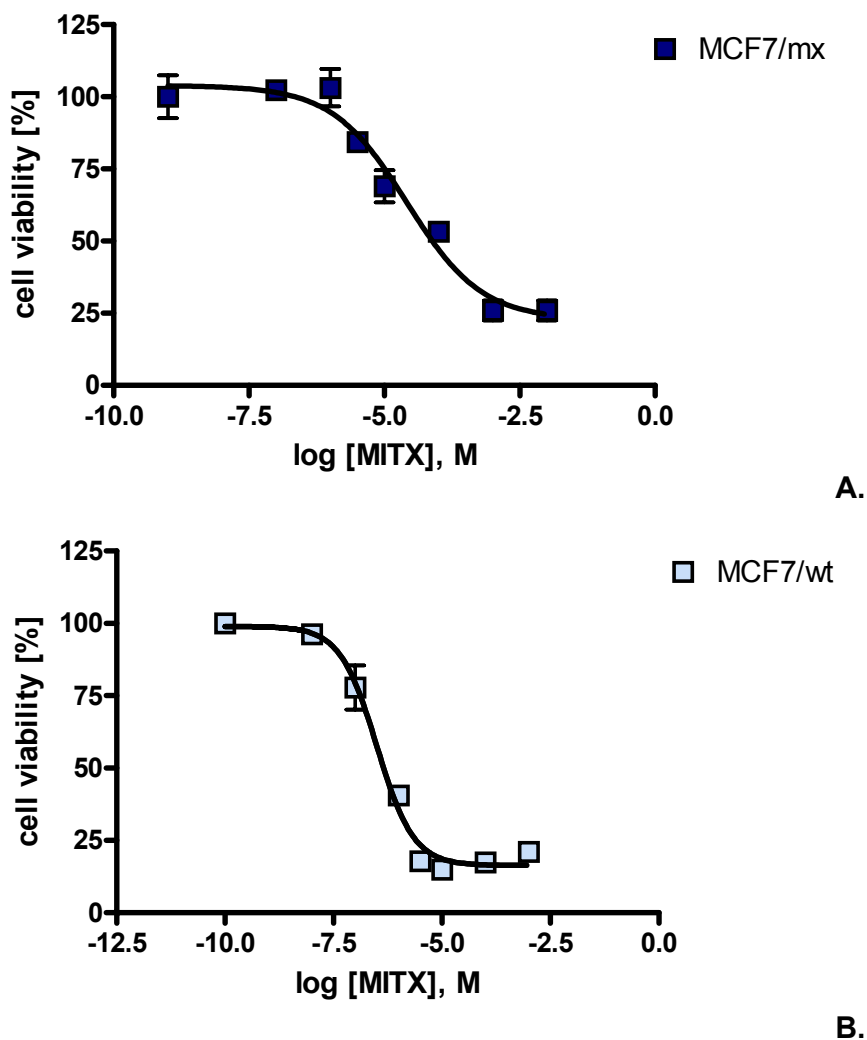 125
100
75
50
25
0
cell viability [%]
-10.0 -7.5 -5.0 -2.5 0.0
log [MITX], M
MCF7/mx
A.
125
100
75
50
25
0
cell viability [%]
-12.5 -10.0 -7.5 -5.0 -2.5 0.0
log [MITX], M
MCF7/wt
B.